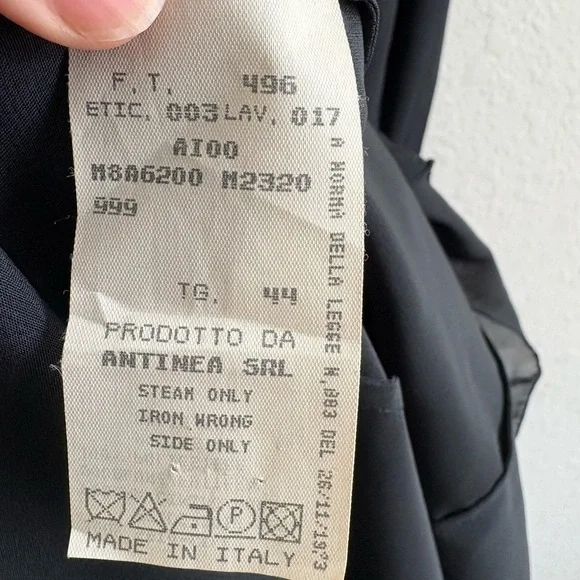 F.T. 496
ETIC. 003 LAV. 017
AI00
M8A6200 M2320
999
TG. 44
PRODOTTO DA
ANTINEA SRL
STEAM ONLY
IRON WRONG
SIDE ONLY
P
MADE IN ITALY
A NORMA DELLA LEGGE N.883 DEL 26/11/1973